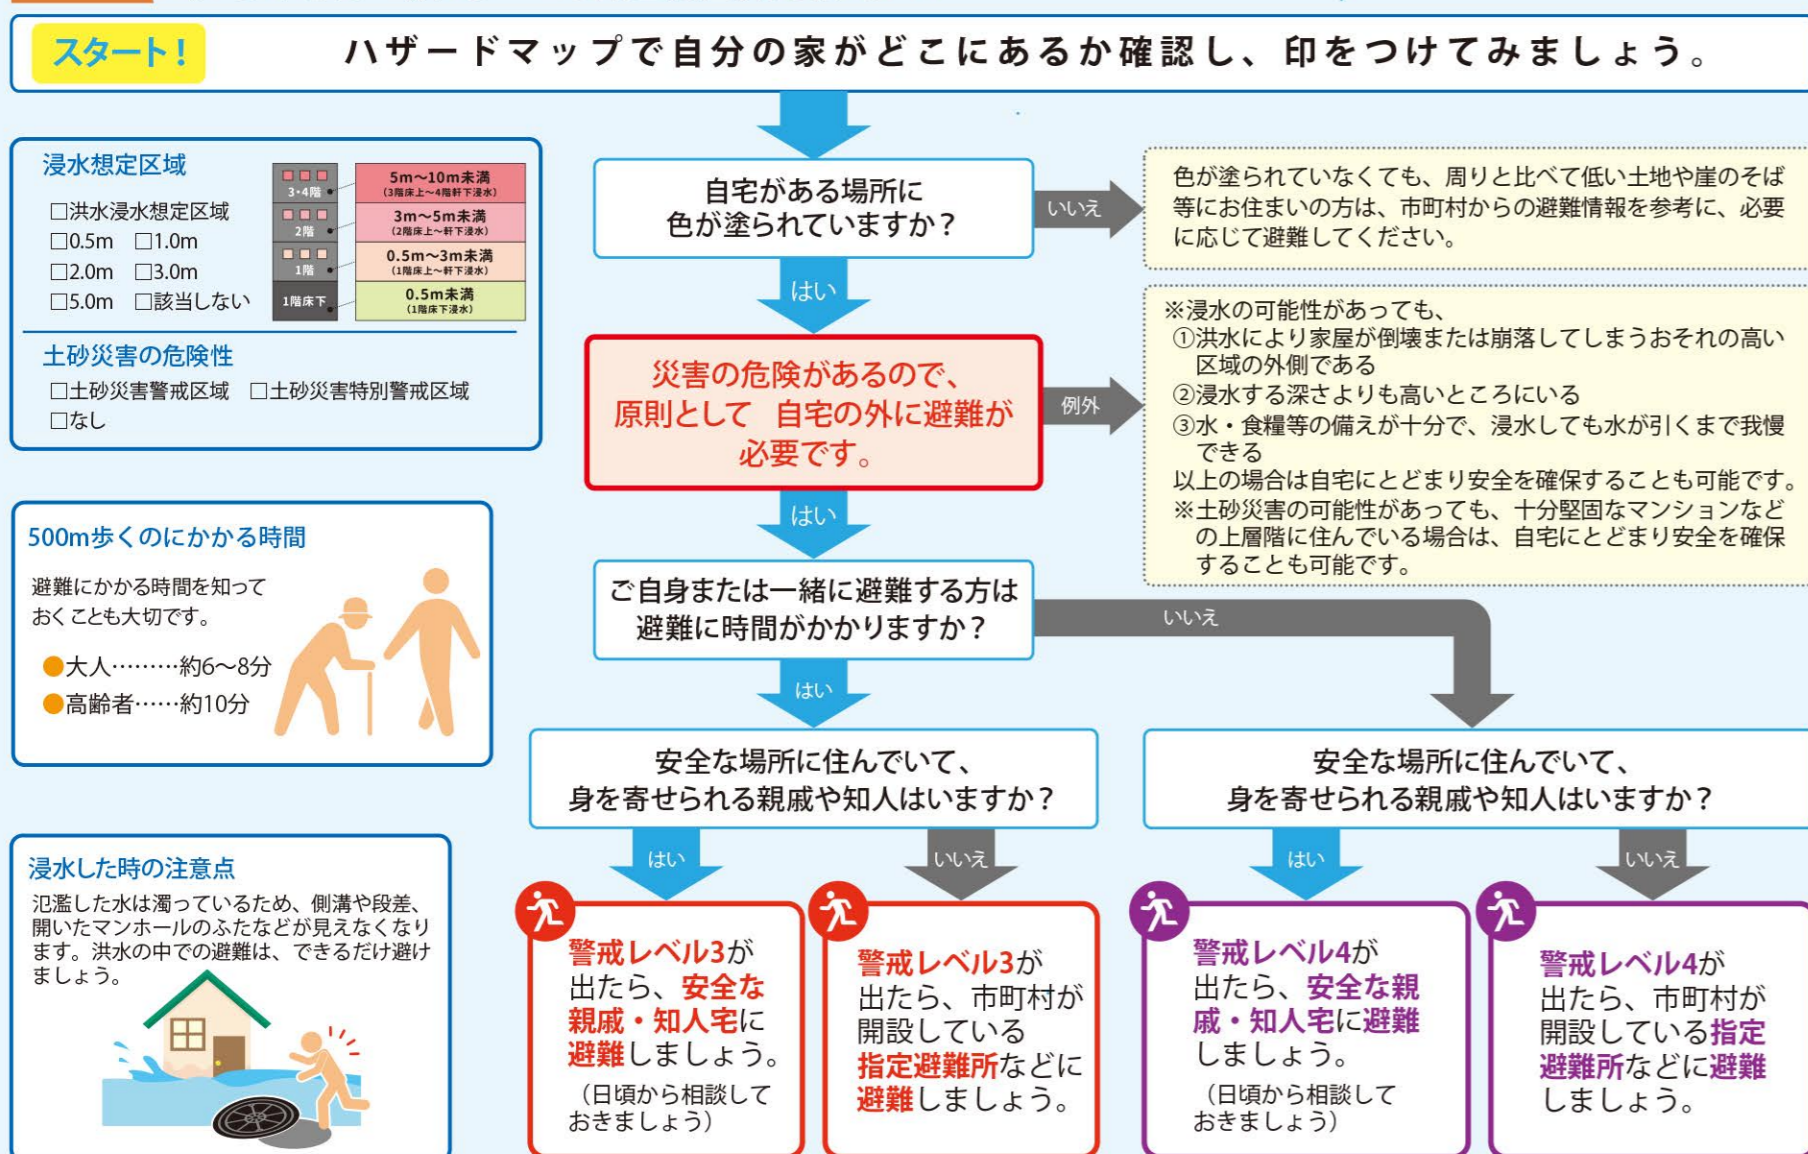 スタート！
ハザードマップで自分の家がどこにあるか確認し、印をつけてみましょう。
浸水想定区域
□洪水浸水想定区域
□0.5m □1.0m
□2.0m □3.0m
□5.0m □該当しない
3・4階
2階
1階
1階床下
5m～10m未満
（3階床上～4階軒下浸水）
3m～5m未満
（2階床上～軒下浸水）
0.5m～3m未満
（1階床上～軒下浸水）
0.5m未満
（1階床下浸水）
土砂災害の危険性
□土砂災害警戒区域 □土砂災害特別警戒区域
□なし
自宅がある場所に
色が塗られていますか？
いいえ
色が塗られていなくても、周りと比べて低い土地や崖のそば
等にお住まいの方は、市町村からの避難情報を参考に、必要
に応じて避難してください。
はい
災害の危険があるので、
原則として 自宅の外に避難が
必要です。
例外
※浸水の可能性があっても、
①洪水により家屋が倒壊または崩落してしまうおそれの高い
区域の外側である
②浸水する深さよりも高いところにいる
③水・食糧等の備えが十分で、浸水しても水が引くまで我慢
できる
以上の場合は自宅にとどまり安全を確保することも可能です。
※土砂災害の可能性があっても、十分堅固なマンションなど
の上層階に住んでいる場合は、自宅にとどまり安全を確保
することも可能です。
はい
500m歩くのにかかる時間
避難にかかる時間を知って
おくことも大切です。
●大人………約6～8分
●高齢者……約10分
ご自身または一緒に避難する方は
避難に時間がかかりますか？
いいえ
はい
安全な場所に住んでいて、
身を寄せられる親戚や知人はいますか？
安全な場所に住んでいて、
身を寄せられる親戚や知人はいますか？
はい
いいえ
はい
いいえ
浸水した時の注意点
氾濫した水は濁っているため、側溝や段差、
開いたマンホールのふたなどが見えなくなり
ます。洪水の中での避難は、できるだけ避け
ましょう。
警戒レベル3が
出たら、安全な
親戚・知人宅に
避難しましょう。
（日頃から相談して
おきましょう）
警戒レベル3が
出たら、市町村が
開設している
指定避難所などに
避難しましょう。
警戒レベル4が
出たら、安全な親
戚・知人宅に避難
しましょう。
（日頃から相談して
おきましょう）
警戒レベル4が
出たら、市町村が
開設している指定
避難所などに避難
しましょう。